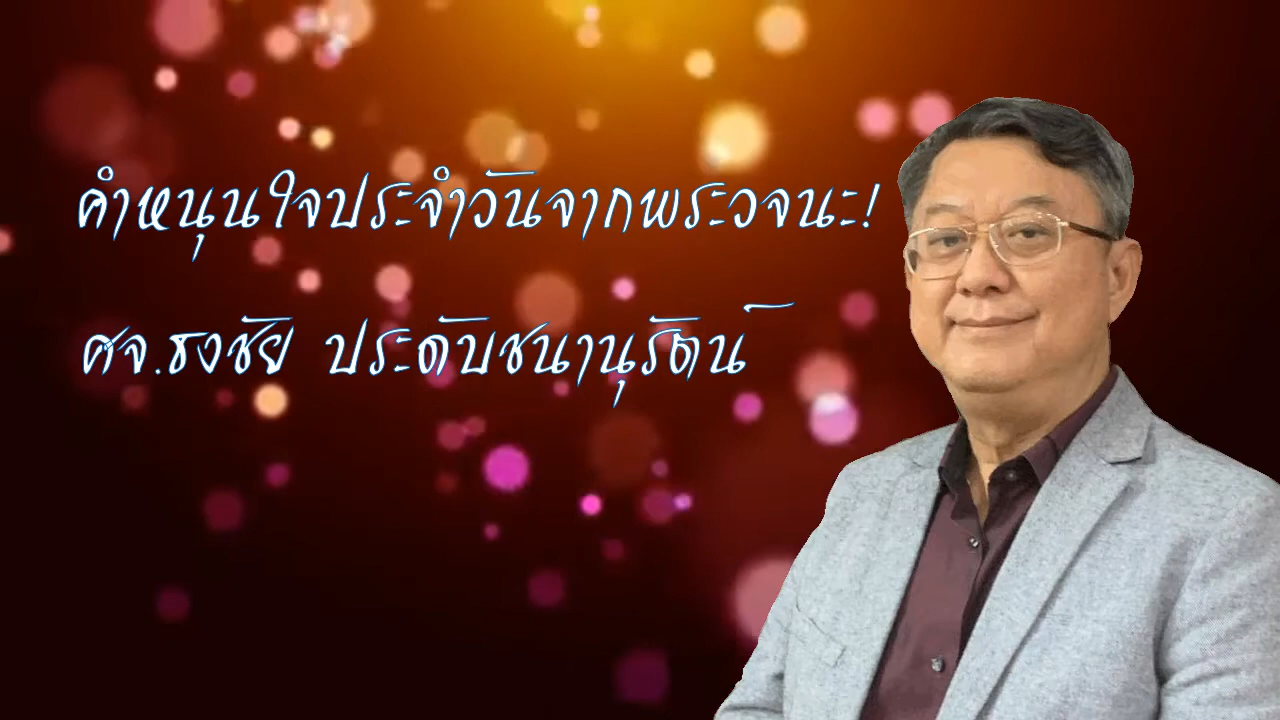 คำหนุนใจประจำวันจากพระวจนะ!
ศจ.ธงชัย ประดับชนานุรัตน์